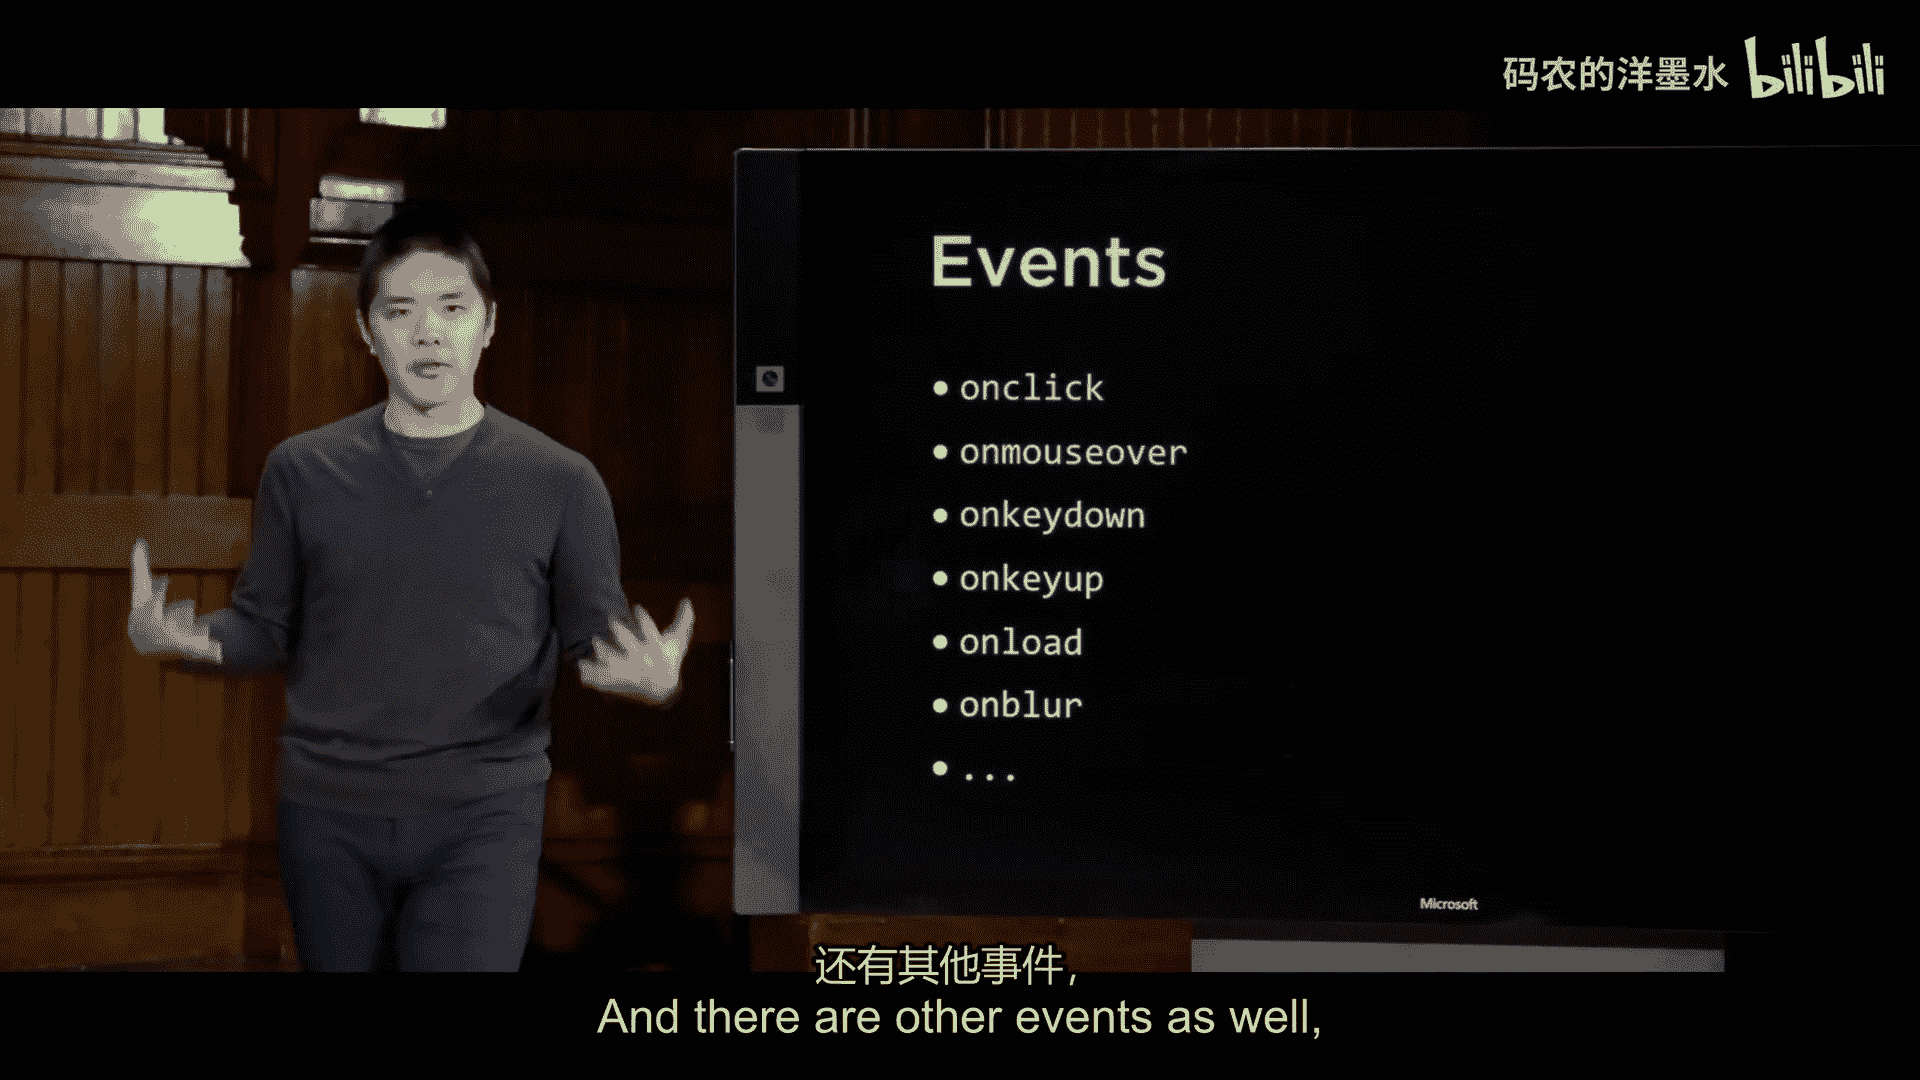 码农的洋墨水 bilibili
Events
• onclick
• onmouseover
• onkeydown
• onkeyup
• onload
• onblur
• ...
Microsoft
还有其他事件,
And there are other events as well,